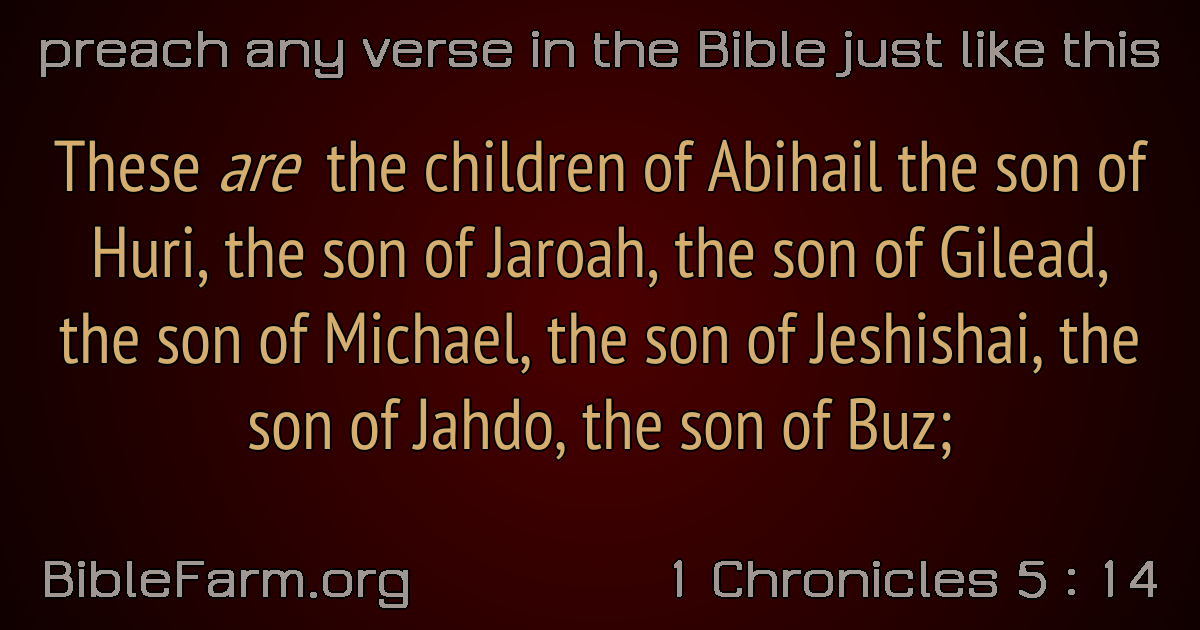 preach any verse in the Bible just like this
These are the children of Abihail the son of
Huri, the son of Jaroah, the son of Gilead,
the son of Michael, the son of Jeshishai, the
son of Jahdo, the son of Buz;
BibleFarm.org
1 Chronicles 5 : 14